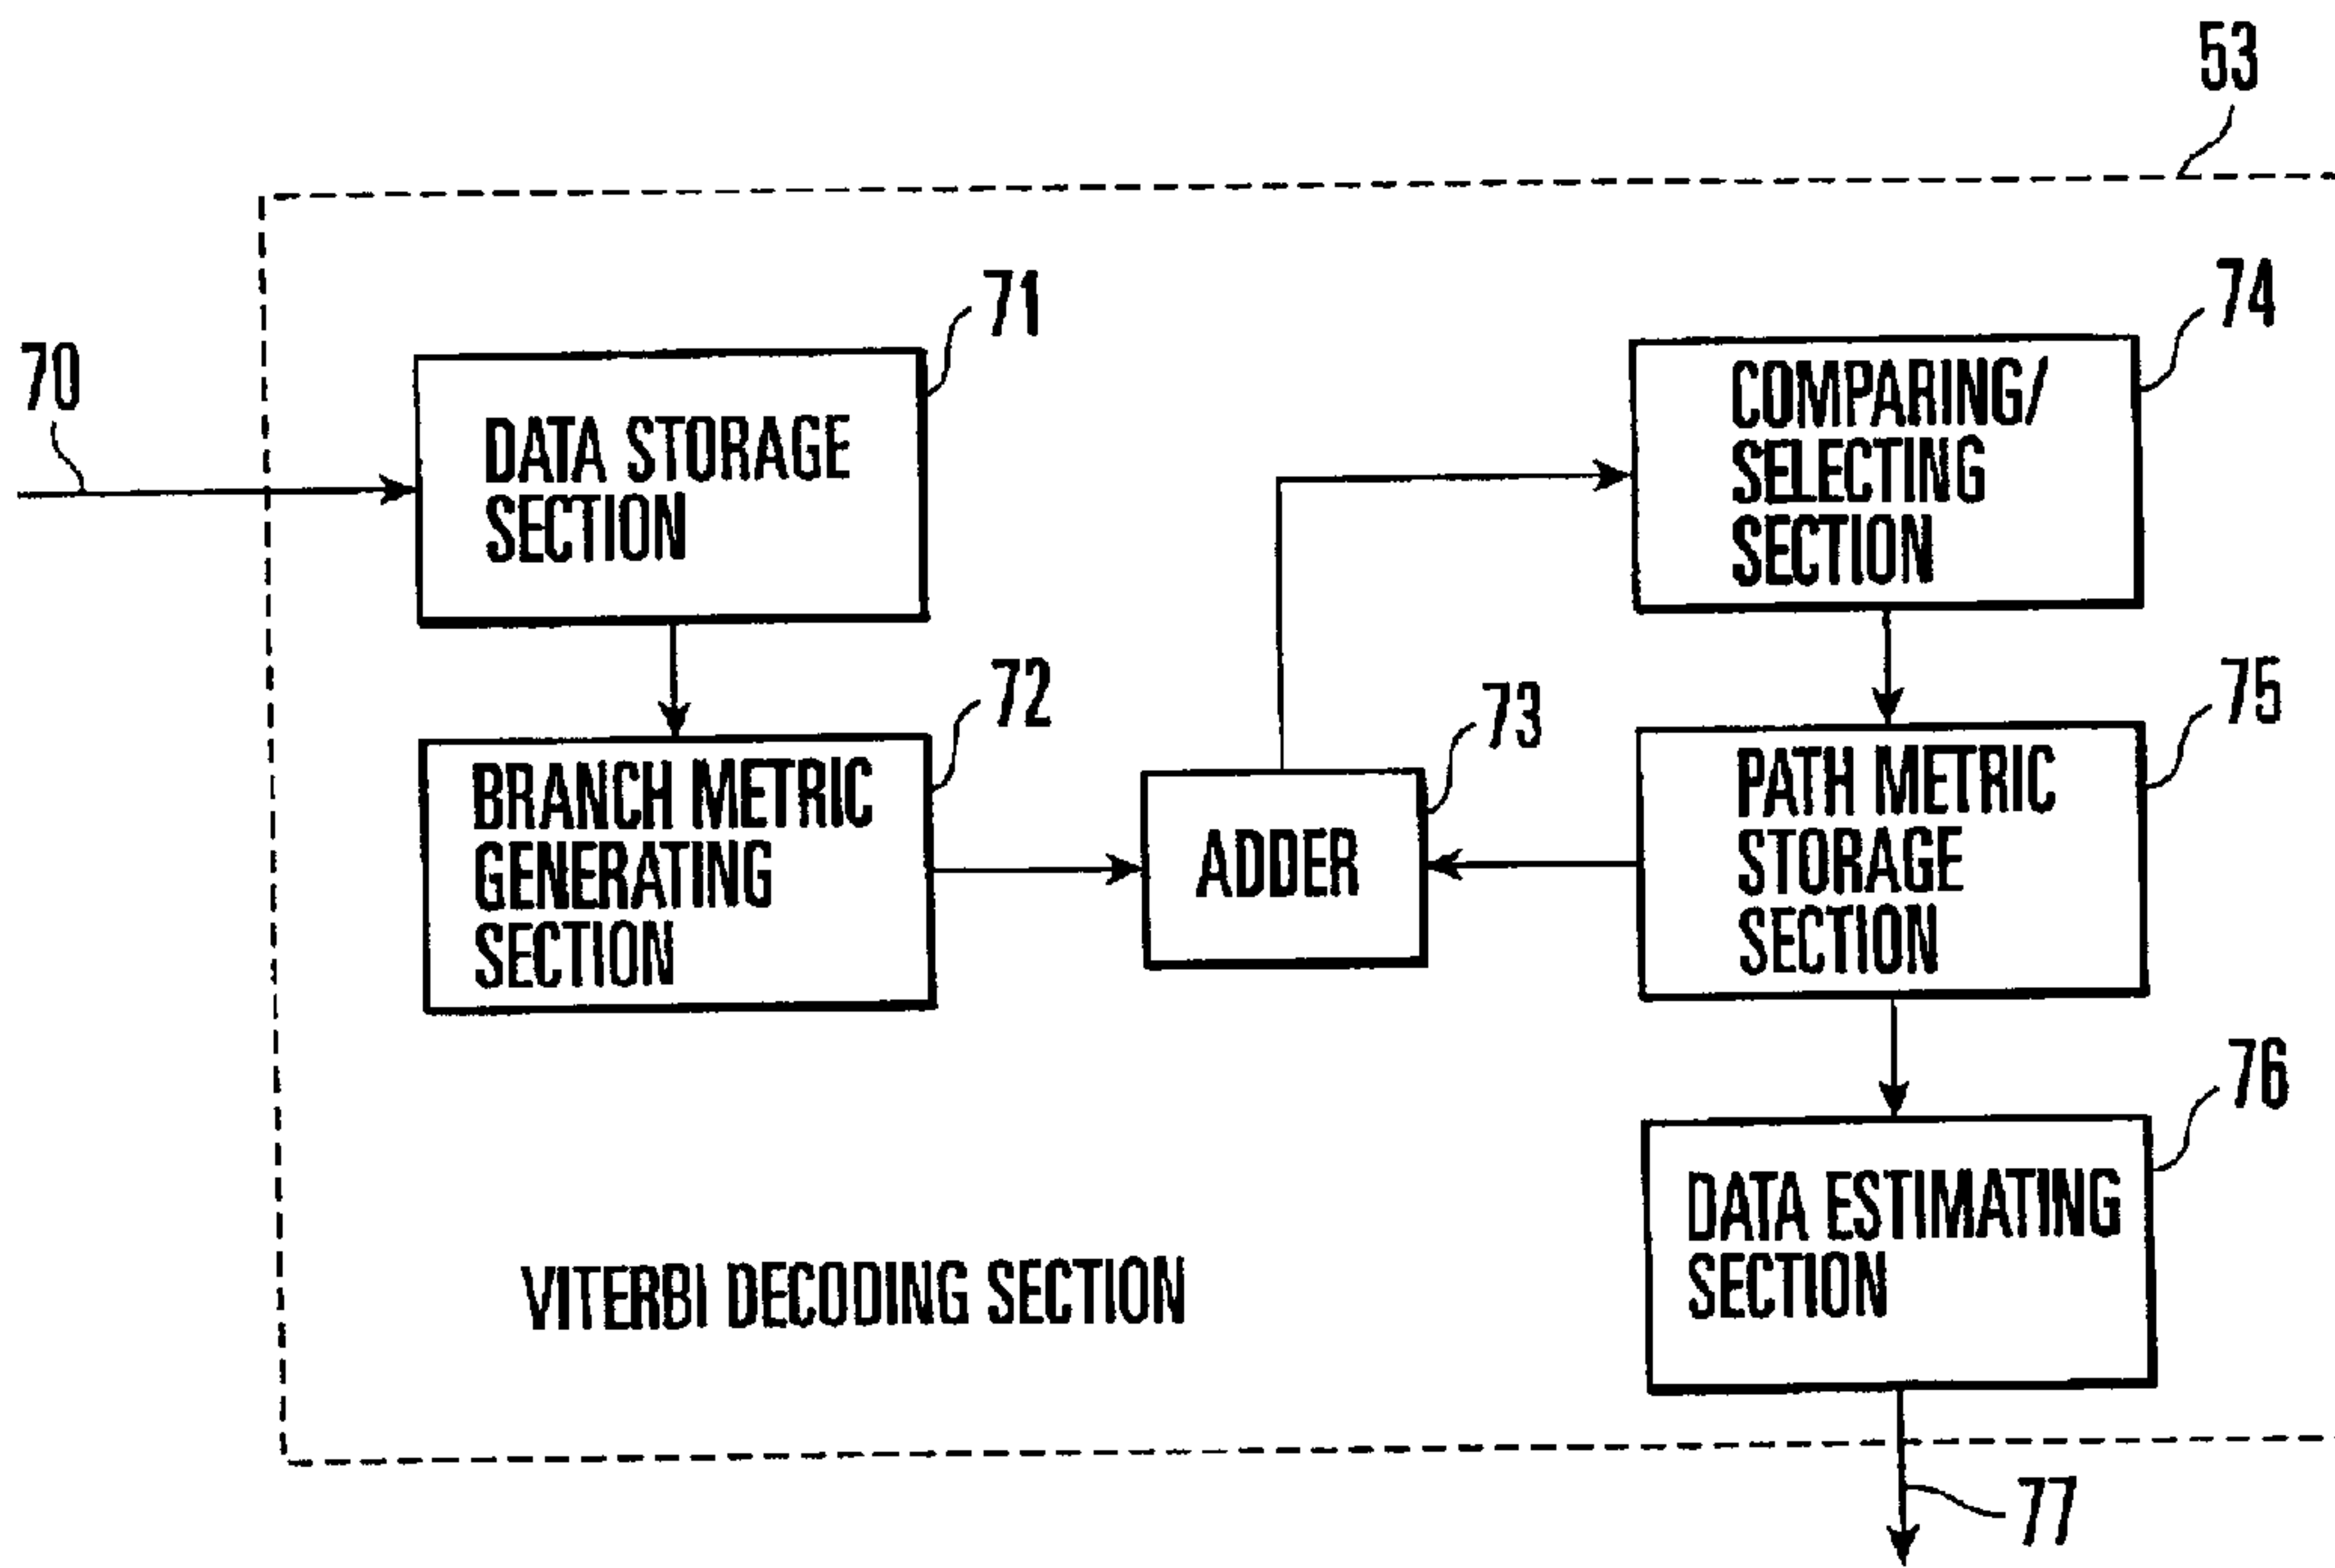 53
70
71
DATA STORAGE
SECTION
74
COMPARING/
SELECTING
SECTION
72
BRANCH METRIC
GENERATING
SECTION
73
ADDER
75
PATH METRIC
STORAGE
SECTION
76
DATA ESTIMATING
SECTION
VITERBI DECODING SECTION
77